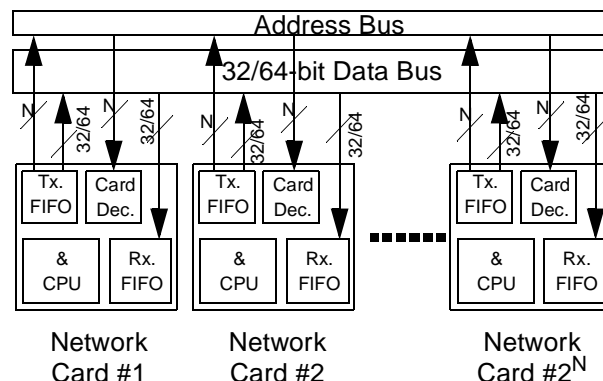 Address Bus
32/64-bit Data Bus
N 32/64 N 32/64 N 32/64 N 32/64 N 32/64 N 32/64
Tx. FIFO
Card Dec.
& CPU
Rx. FIFO
Tx. FIFO
Card Dec.
& CPU
Rx. FIFO
Tx. FIFO
Card Dec.
& CPU
Rx. FIFO
Network
Card #1
Network
Card #2
Network
Card #2^N